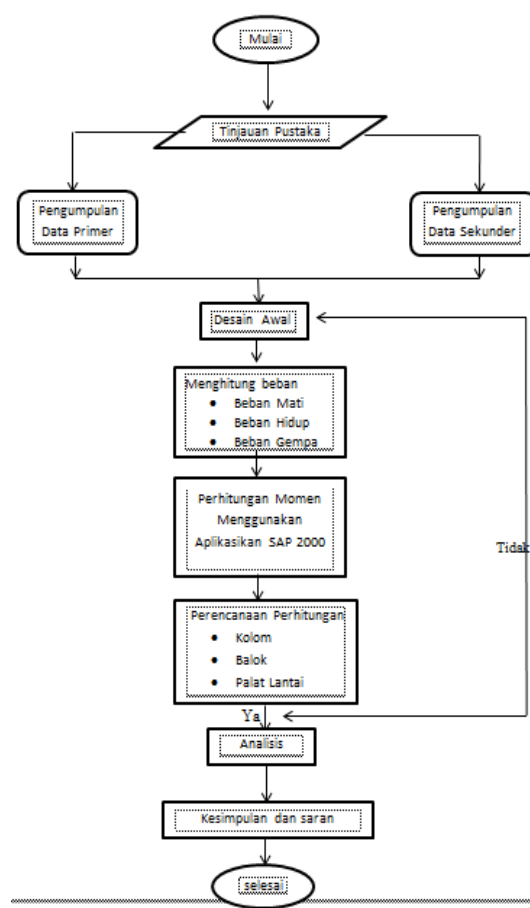 Mulai
Tinjauan Pustaka
Pengumpulan
Data Primer
Pengumpulan
Data Sekunder
Desain Awal
Menghitung beban
• Beban Mati
• Beban Hidup
• Beban Gempa
Perhitungan Momen
Menggunakan
Aplikasikan SAP 2000
Tidak
Perencanaan Perhitungan
• Kolom
• Balok
• Palat Lantai
Ya
Analisis
Kesimpulan dan saran
selesai